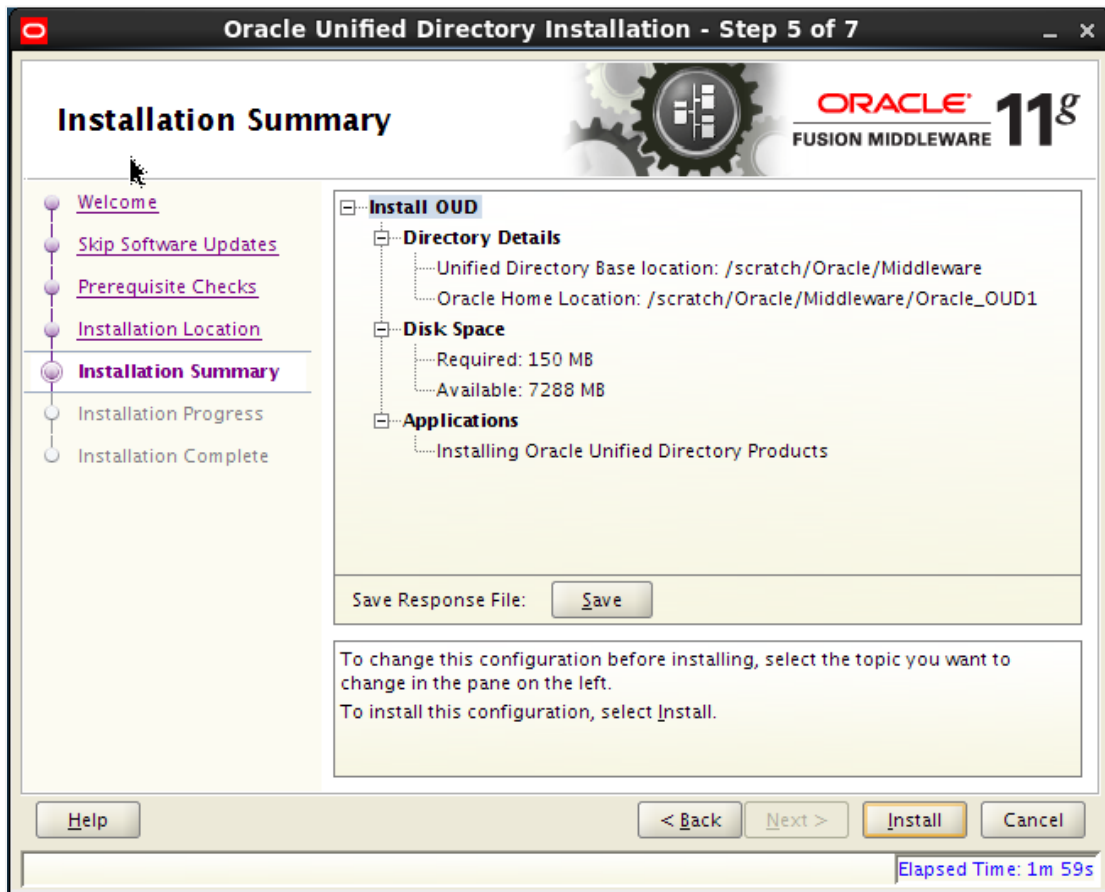 Oracle Unified Directory Installation - Step 5 of 7
Installation Summary
ORACLE
FUSION MIDDLEWARE
11g
Welcome
Skip Software Updates
Prerequisite Checks
Installation Location
Installation Summary
Installation Progress
Installation Complete
Install OUD
Directory Details
Unified Directory Base location: /scratch/Oracle/Middleware
Oracle Home Location: /scratch/Oracle/Middleware/Oracle_OUD1
Disk Space
Required: 150 MB
Available: 7288 MB
Applications
Installing Oracle Unified Directory Products
Save Response File: Save
To change this configuration before installing, select the topic you want to
change in the pane on the left.
To install this configuration, select Install.
Help < Back Next > Install Cancel
Elapsed Time: 1m 59s